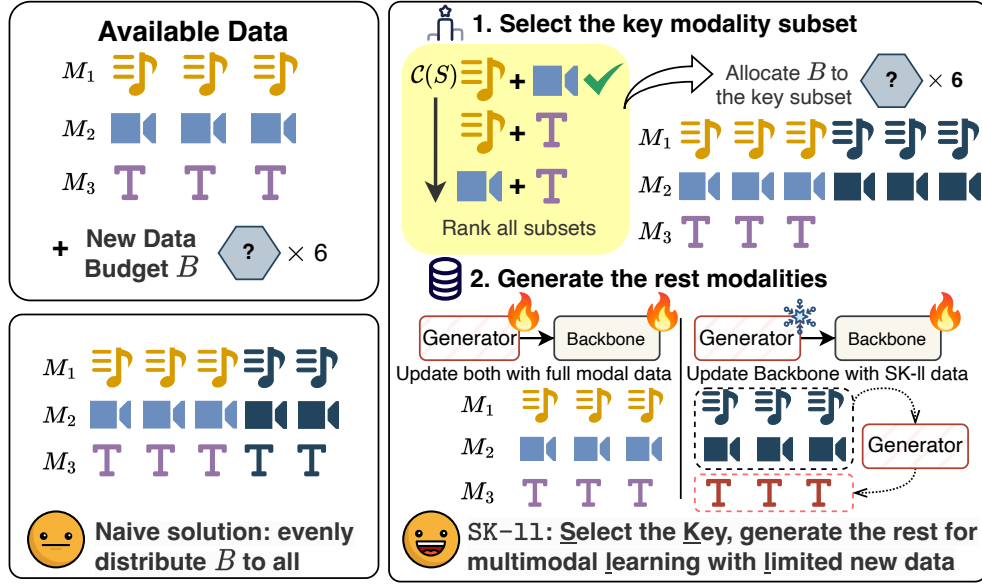 Available Data
M₁
M₂
M₃
+ New Data
Budget B ? × 6
M₁
M₂
M₃
Naive solution: evenly
distribute B to all
1. Select the key modality subset
C(S) +
+ T
+ T
Rank all subsets
Allocate B to
the key subset
? × 6
M₁
M₂
M₃
2. Generate the rest modalities
Generator Backbone
Update both with full modal data
M₁
M₂
M₃
Generator Backbone
Update Backbone with SK-ll data
Generator
SK-ll: Select the Key, generate the rest for
multimodal learning with limited new data